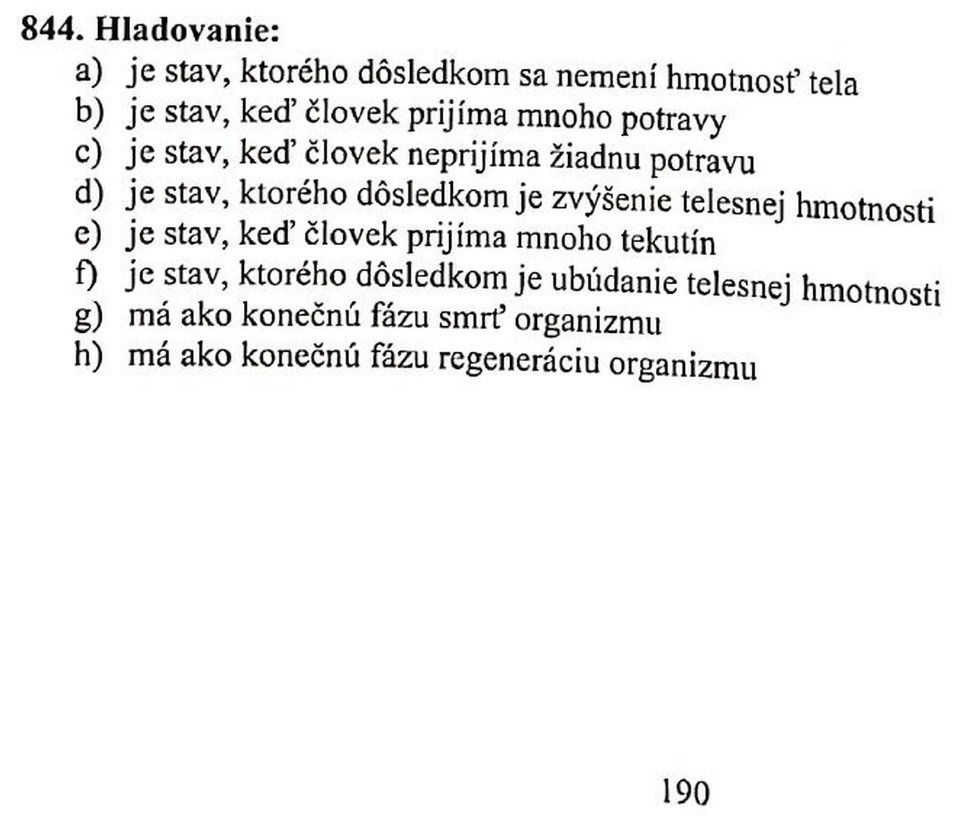 844. Hladovanie:
a) je stav, ktorého dôsledkom sa nemení hmotnosť tela
b) je stav, keď človek prijíma mnoho potravy
c) je stav, keď človek neprijíma žiadnu potravu
d) je stav, ktorého dôsledkom je zvýšenie telesnej hmotnosti
e) je stav, keď človek prijíma mnoho tekutín
f) je stav, ktorého dôsledkom je ubúdanie telesnej hmotnosti
g) má ako konečnú fázu smrť organizmu
h) má ako konečnú fázu regeneráciu organizmu
190